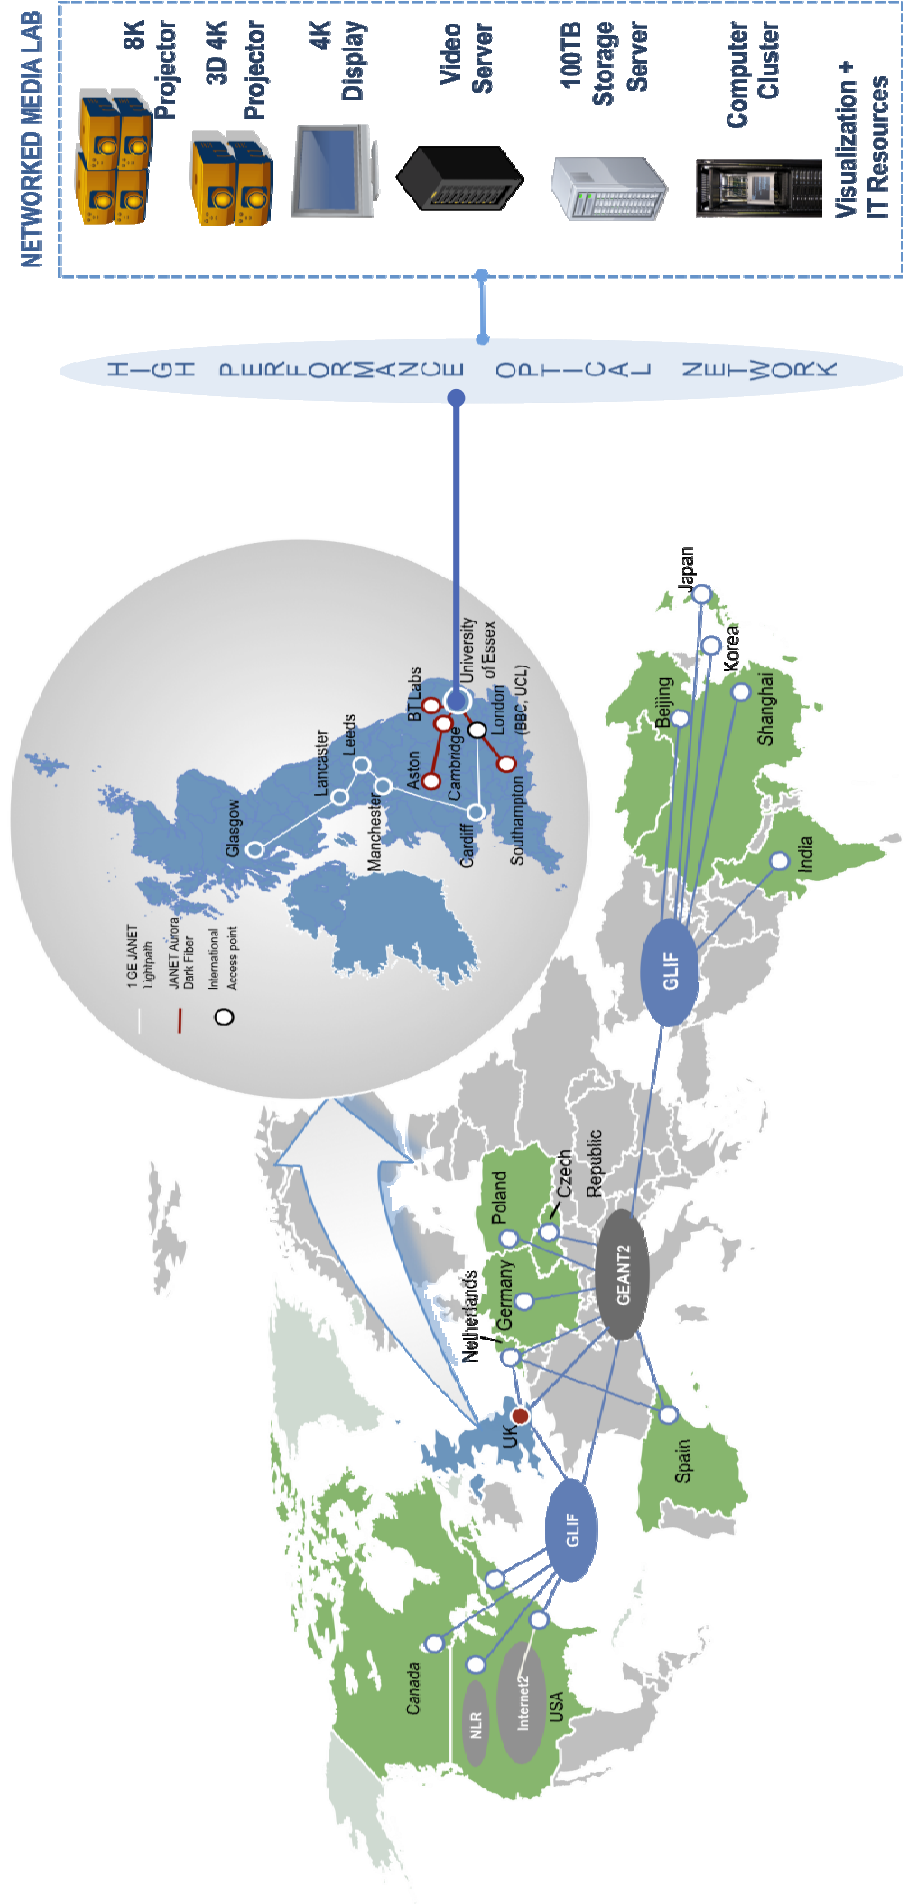 NETWORKED MEDIA LAB
8K
Projector
3D 4K
Projector
4K
Display
Video
Server
100TB
Storage
Server
Computer
Cluster
Visualization +
IT Resources
HIGH PERFORMANCE OPTICAL NETWORK
1 GE JANET
Lightpath
JANET Aurora
Dark Fiber
International
Access point
Glasgow
Lancaster
Leeds
Manchester
Aston
BT Labs
Cambridge
University
of Essex
Cardiff
London
(BBC, UCL)
Southampton
Canada
NLR
Internet2
USA
GLIF
UK
Netherlands
Germany
Poland
Czech
Republic
GEANT2
Spain
GLIF
Beijing
Japan
Korea
Shanghai
India